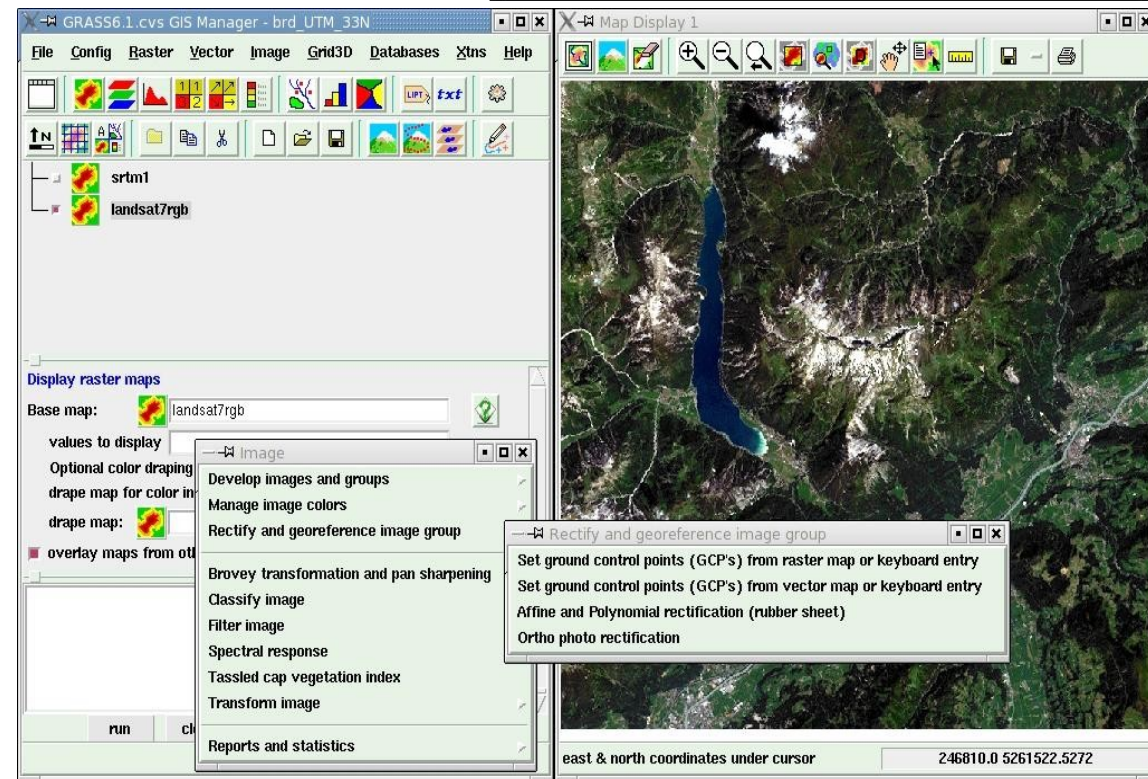 GRASS6.1.cvs GIS Manager - brd_UTM_33N
File Config Raster Vector Image Grid3D Databases Xtns Help
txt
srtm1
landsat7rgb
Display raster maps
Base map: landsat7rgb
values to display
Optional color draping
drape map for color in
drape map:
overlay maps from ot
run
Image
Develop images and groups
Manage image colors
Rectify and georeference image group
Brovey transformation and pan sharpening
Classify image
Filter image
Spectral response
Tassled cap vegetation index
Transform image
Reports and statistics
Rectify and georeference image group
Set ground control points (GCP's) from raster map or keyboard entry
Set ground control points (GCP's) from vector map or keyboard entry
Affine and Polynomial rectification (rubber sheet)
Ortho photo rectification
Map Display 1
east & north coordinates under cursor 246810.0 5261522.5272